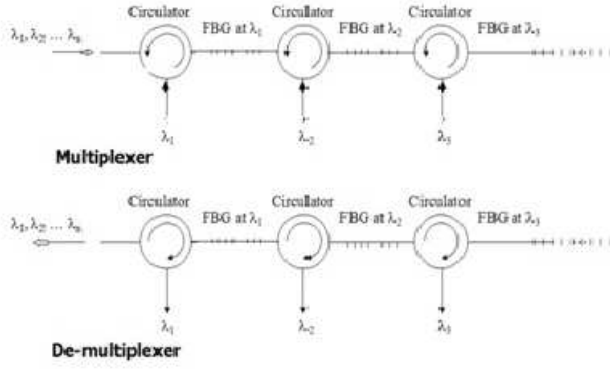 Circulator Circulator Circulator
λ1, λ2, ... λn FBG at λ1 FBG at λ2 FBG at λ3
λ1 λ2 λ3
Multiplexer
Circulator Circullator Circulator
λ1, λ2, ... λn FBG at λ1 FBG at λ2 FBG at λ3
λ1 λ2 λ3
De-multiplexer